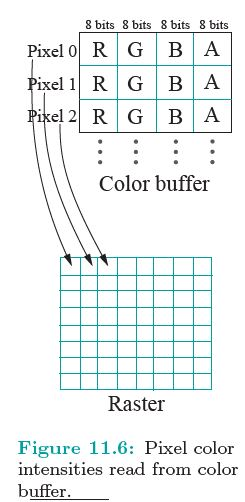 8 bits 8 bits 8 bits 8 bits
Pixel 0 R G B A
Pixel 1 R G B A
Pixel 2 R G B A
Color buffer
Raster
Figure 11.6: Pixel color
intensities read from color
buffer.